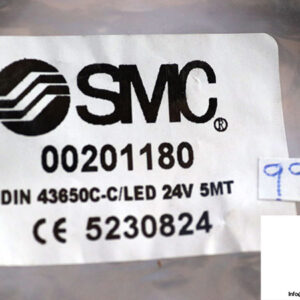 SMC®
00201180
DIN 43650C-C/LED 24V 5MT
CE 5230824